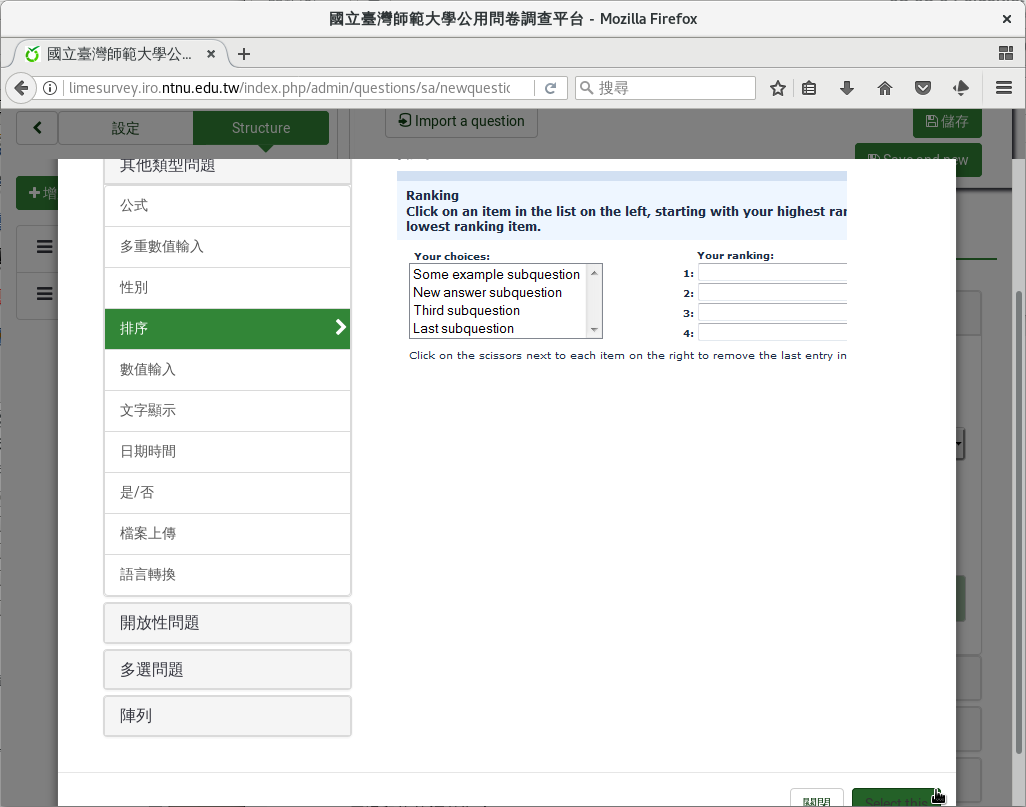 國立臺灣師範大學公用問卷調查平台 - Mozilla Firefox
國立臺灣師範大學公...
limesurvey.iro.ntnu.edu.tw/index.php/admin/questions/sa/newquestic
搜尋
設定
Structure
Import a question
儲存
Save and new
增
其他類型問題
公式
多重數值輸入
性別
排序
數值輸入
文字顯示
日期時間
是/否
檔案上傳
語言轉換
開放性問題
多選問題
陣列
Ranking
Click on an item in the list on the left, starting with your highest ran
lowest ranking item.
Your choices:
Some example subquestion
New answer subquestion
Third subquestion
Last subquestion
Your ranking:
1:
2:
3:
4:
Click on the scissors next to each item on the right to remove the last entry in
關閉
Select this